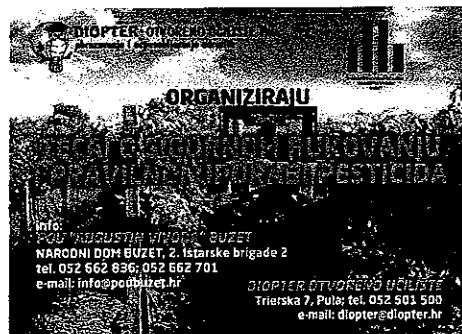 DIOPTER - OTVORENO UČILIŠTE
ORGANIZIRAJU
TEČAJ O SIGURNOM RUKOVANJU
I PRAVILNOJ PRIMJENI PESTICIDA
info:
POU "AUGUSTIN VIVODA" BUZET
NARODNI DOM BUZET, 2. istarske brigade 2
tel. 052 662 836; 052 662 701
e-mail: info@poubuzet.hr
DIOPTER OTVORENO UČILIŠTE
Trierska 7, Pula; tel. 052 501 500
e-mail: diopter@diopter.hr